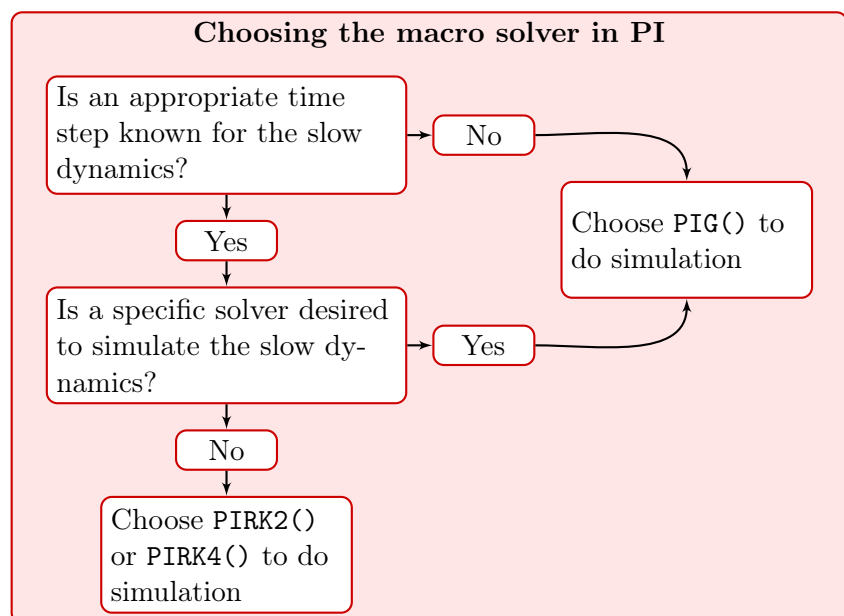 Choosing the macro solver in PI
Is an appropriate time
step known for the slow
dynamics?
No
Choose PIG() to
do simulation
Yes
Is a specific solver desired
to simulate the slow dy-
namics?
Yes
No
Choose PIRK2()
or PIRK4() to do
simulation